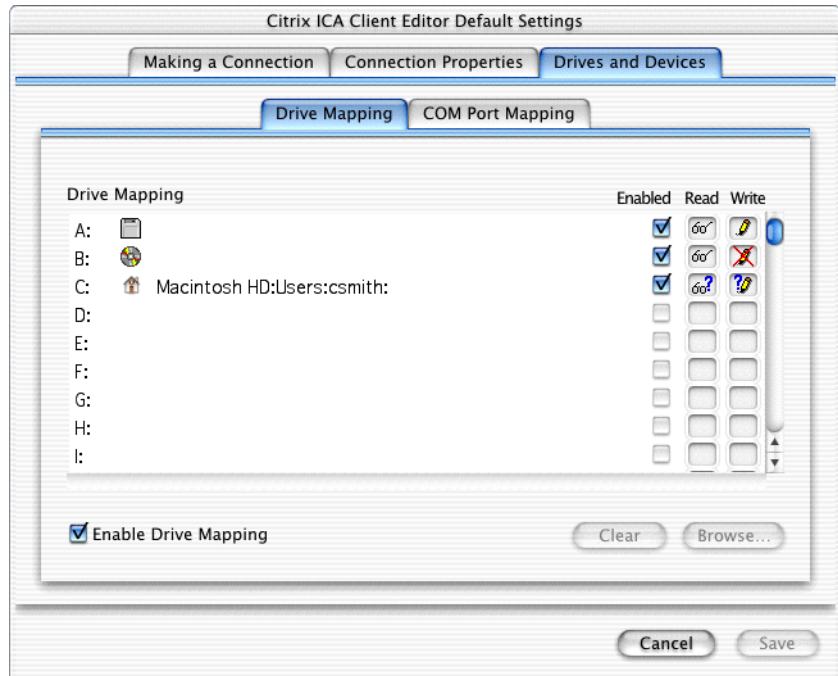 Citrix ICA Client Editor Default Settings
Making a Connection Connection Properties Drives and Devices
Drive Mapping COM Port Mapping
Drive Mapping Enabled Read Write
A:
B:
C: Macintosh HD:Users:csmith:
D:
E:
F:
G:
H:
I:
Enable Drive Mapping Clear Browse...
Cancel Save